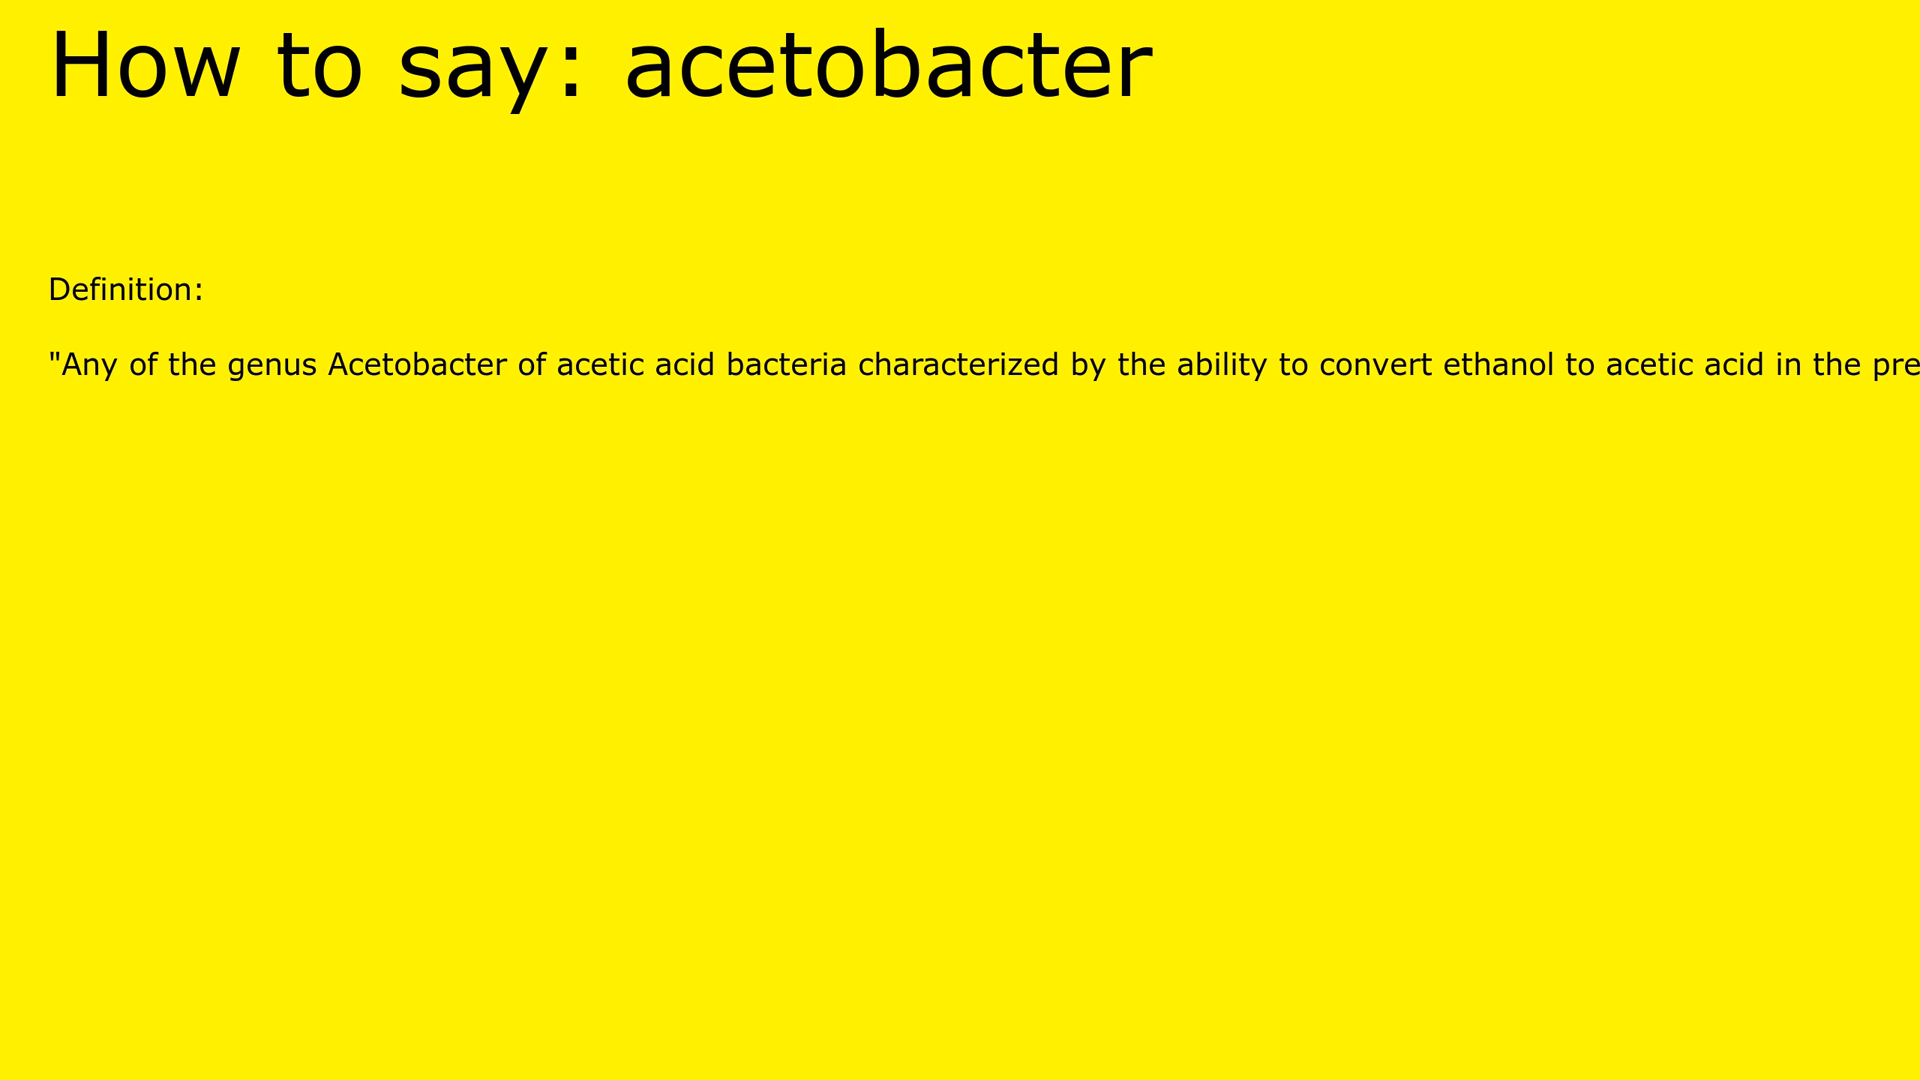 How to say: acetobacter
Definition:
"Any of the genus Acetobacter of acetic acid bacteria characterized by the ability to convert ethanol to acetic acid in the pre